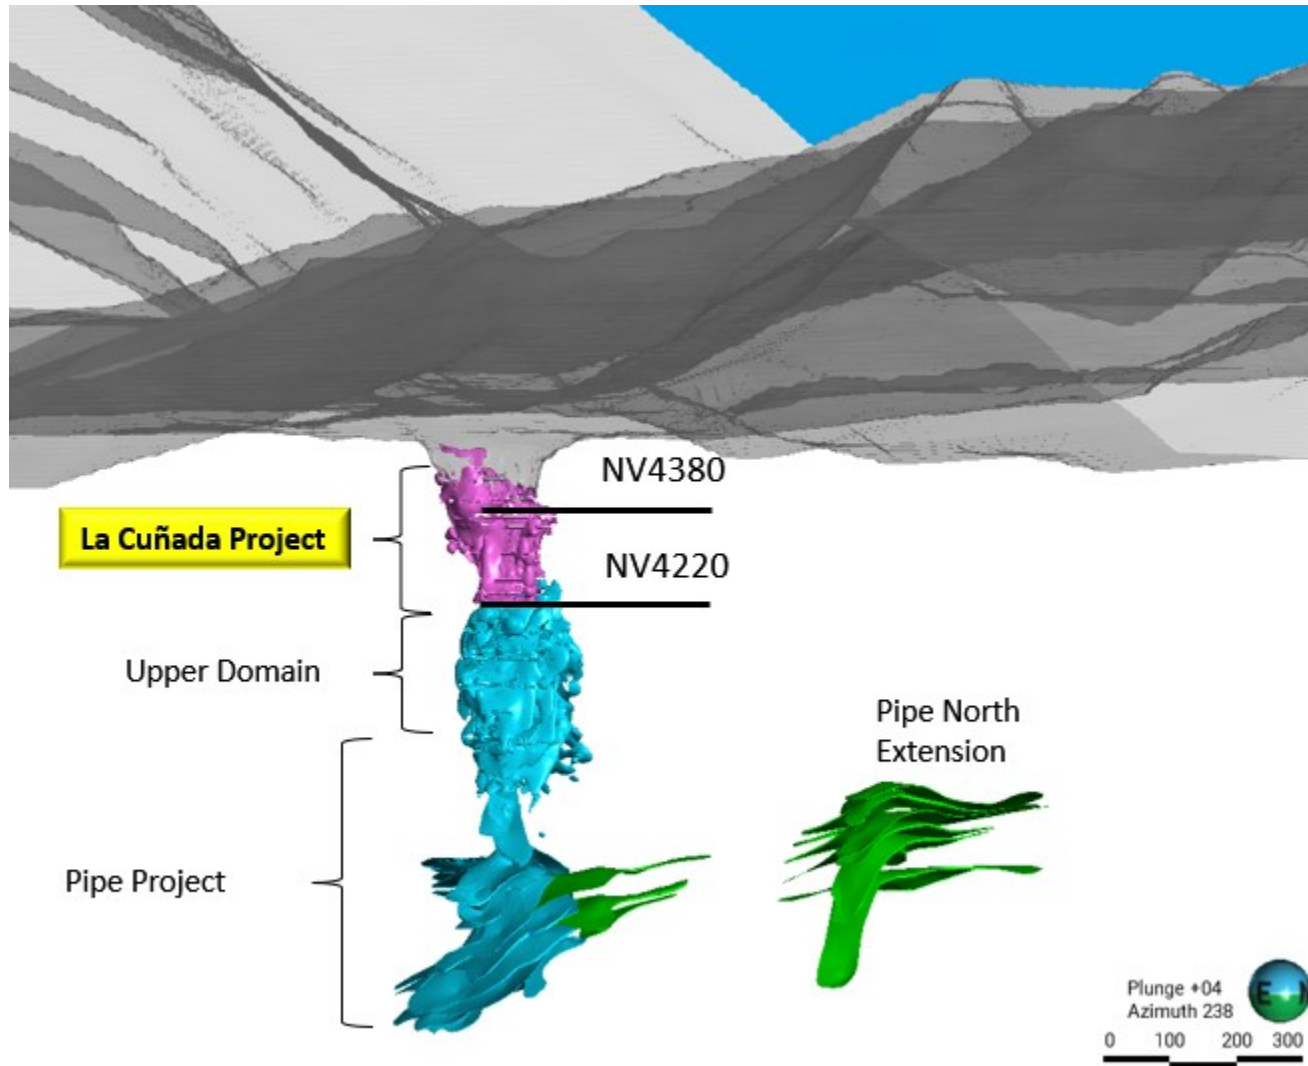 NV4380
La Cuñada Project
NV4220
Upper Domain
Pipe North
Extension
Pipe Project
Plunge +04
Azimuth 238
E N
0 100 200 300